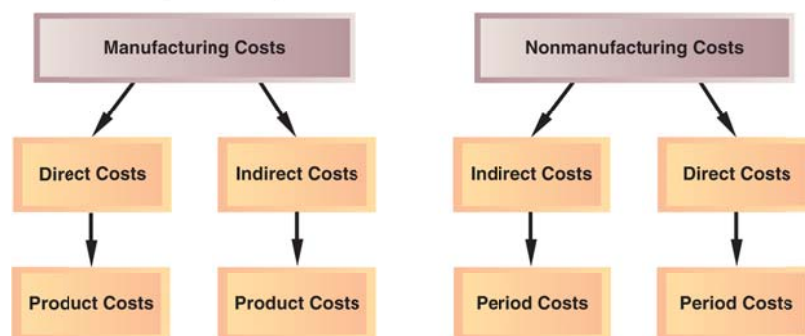 Manufacturing Costs
Nonmanufacturing Costs
Direct Costs
Indirect Costs
Indirect Costs
Direct Costs
Product Costs
Product Costs
Period Costs
Period Costs